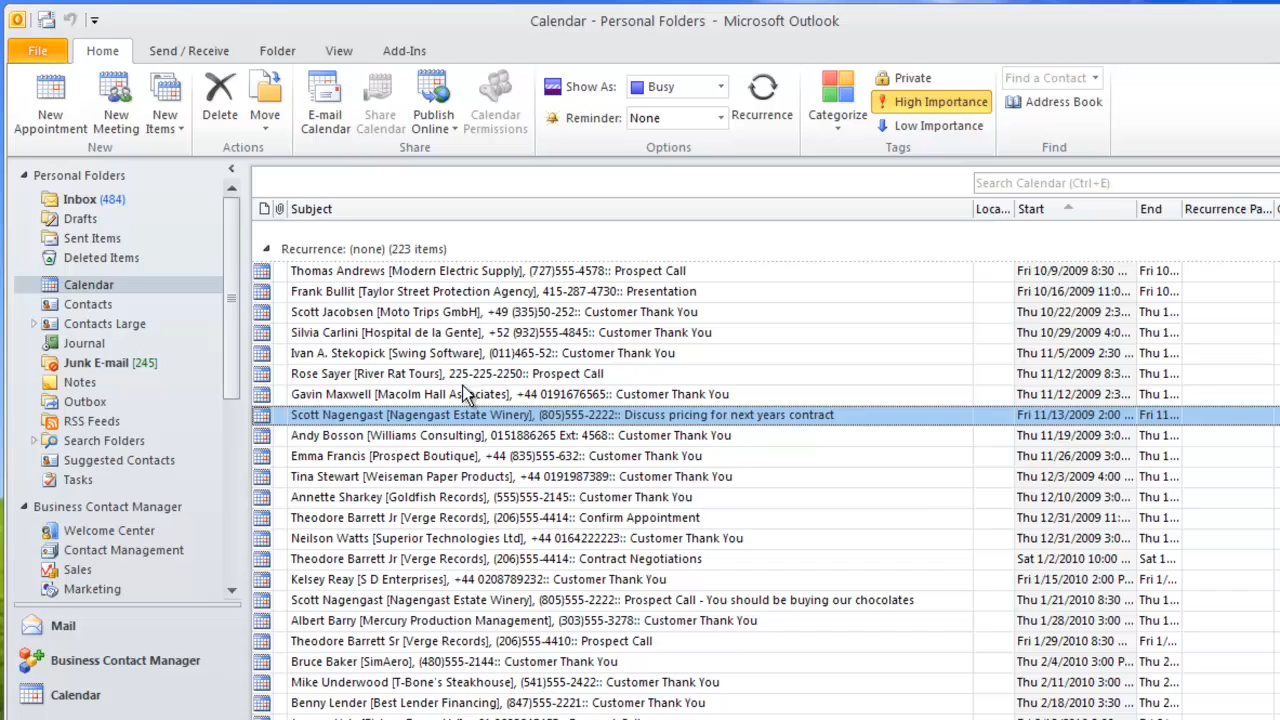 Calendar - Personal Folders - Microsoft Outlook
File Home Send / Receive Folder View Add-Ins
New Appointment
New Meeting
New Items
New
Delete
Move
Actions
E-mail Calendar
Share Calendar
Publish Online
Calendar Permissions
Share
Show As: Busy
Reminder: None
Recurrence
Options
Categorize
Private
High Importance
Low Importance
Tags
Find a Contact
Address Book
Find
Personal Folders
Inbox (484)
Drafts
Sent Items
Deleted Items
Calendar
Contacts
Contacts Large
Journal
Junk E-mail [245]
Notes
Outbox
RSS Feeds
Search Folders
Suggested Contacts
Tasks
Business Contact Manager
Welcome Center
Contact Management
Sales
Marketing
Mail
Business Contact Manager
Calendar
Search Calendar (Ctrl+E)
Subject Loca... Start End Recurrence Pa...
Recurrence: (none) (223 items)
Thomas Andrews [Modern Electric Supply], (727)555-4578:: Prospect Call Fri 10/9/2009 8:30 ... Fri 10...
Frank Bullit [Taylor Street Protection Agency], 415-287-4730:: Presentation Fri 10/16/2009 11:0... Fri 10...
Scott Jacobsen [Moto Trips GmbH], +49 (335)50-252:: Customer Thank You Thu 10/22/2009 2:3... Thu 1...
Silvia Carlini [Hospital de la Gente], +52 (932)555-4845:: Customer Thank You Thu 10/29/2009 4:0... Thu 1...
Ivan A. Stekopick [Swing Software], (011)465-52:: Customer Thank You Thu 11/5/2009 2:30 ... Thu 1...
Rose Sayer [River Rat Tours], 225-225-2250:: Prospect Call Thu 11/12/2009 8:3... Thu 1...
Gavin Maxwell [Macolm Hall Associates], +44 0191676565:: Customer Thank You Thu 11/12/2009 2:3... Thu 1...
Scott Nagengast [Nagengast Estate Winery], (805)555-2222:: Discuss pricing for next years contract Fri 11/13/2009 2:00 ... Fri 11...
Andy Bosson [Williams Consulting], 0151886265 Ext: 4568:: Customer Thank You Thu 11/19/2009 3:0... Thu 1...
Emma Francis [Prospect Boutique], +44 (835)555-632:: Customer Thank You Thu 11/26/2009 3:0... Thu 1...
Tina Stewart [Weiseman Paper Products], +44 0191987389:: Customer Thank You Thu 12/3/2009 4:00 ... Thu 1...
Annette Sharkey [Goldfish Records], (555)555-2145:: Customer Thank You Thu 12/10/2009 3:0... Thu 1...
Theodore Barrett Jr [Verge Records], (206)555-4414:: Confirm Appointment Thu 12/31/2009 11:... Thu 1...
Neilson Watts [Superior Technologies Ltd], +44 0164222223:: Customer Thank You Thu 12/31/2009 3:0... Thu 1...
Theodore Barrett Jr [Verge Records], (206)555-4414:: Contract Negotiations Sat 1/2/2010 10:00 ... Sat 1...
Kelsey Reay [S D Enterprises], +44 0208789232:: Customer Thank You Fri 1/15/2010 2:00 P... Fri 1/...
Scott Nagengast [Nagengast Estate Winery], (805)555-2222:: Prospect Call - You should be buying our chocolates Thu 1/21/2010 8:30 ... Thu 1...
Albert Barry [Mercury Production Management], (303)555-3278:: Customer Thank You Thu 1/28/2010 3:00 ... Thu 1...
Theodore Barrett Sr [Verge Records], (206)555-4410:: Prospect Call Fri 1/29/2010 8:30 ... Fri 1/...
Bruce Baker [SimAero], (480)555-2144:: Customer Thank You Thu 2/4/2010 3:00 P... Thu 2...
Mike Underwood [T-Bone's Steakhouse], (541)555-2422:: Customer Thank You Thu 2/11/2010 3:00 ... Thu 2...
Benny Lender [Best Lender Financing], (847)555-2221:: Customer Thank You Thu 2/18/2010 3:30 ... Thu 2...